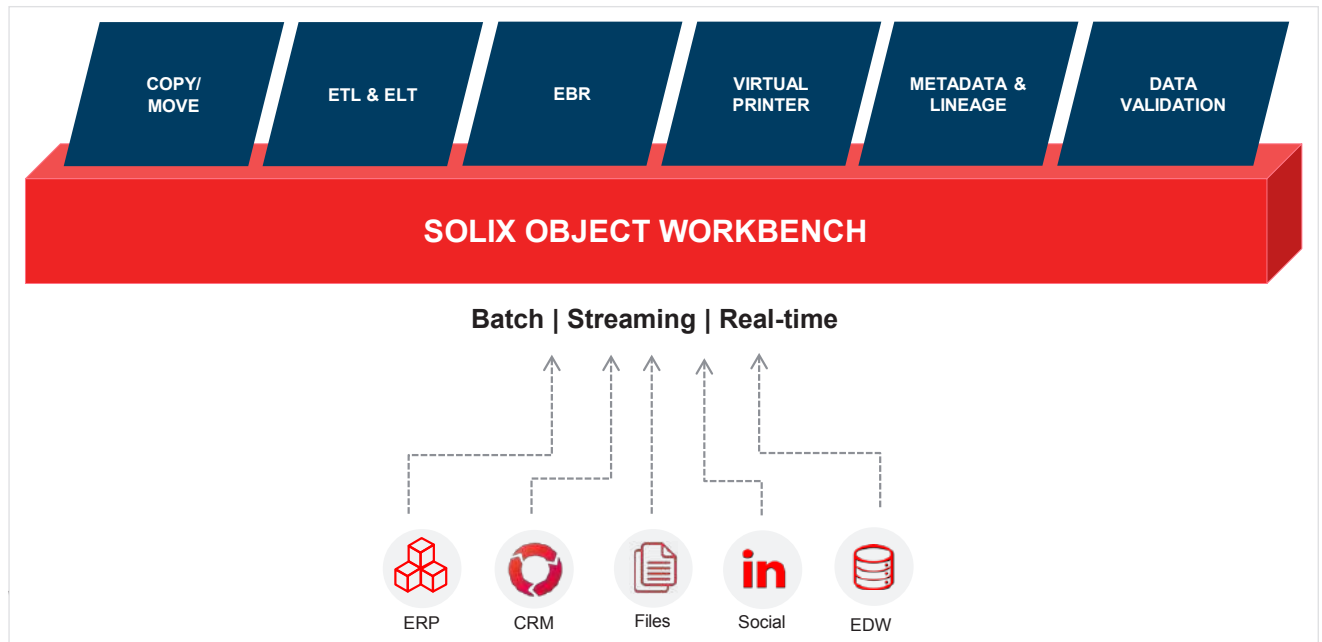 COPY/
MOVE
ETL & ELT
EBR
VIRTUAL
PRINTER
METADATA &
LINEAGE
DATA
VALIDATION
SOLIX OBJECT WORKBENCH
Batch | Streaming | Real-time
in
ERP
CRM
Files
Social
EDW